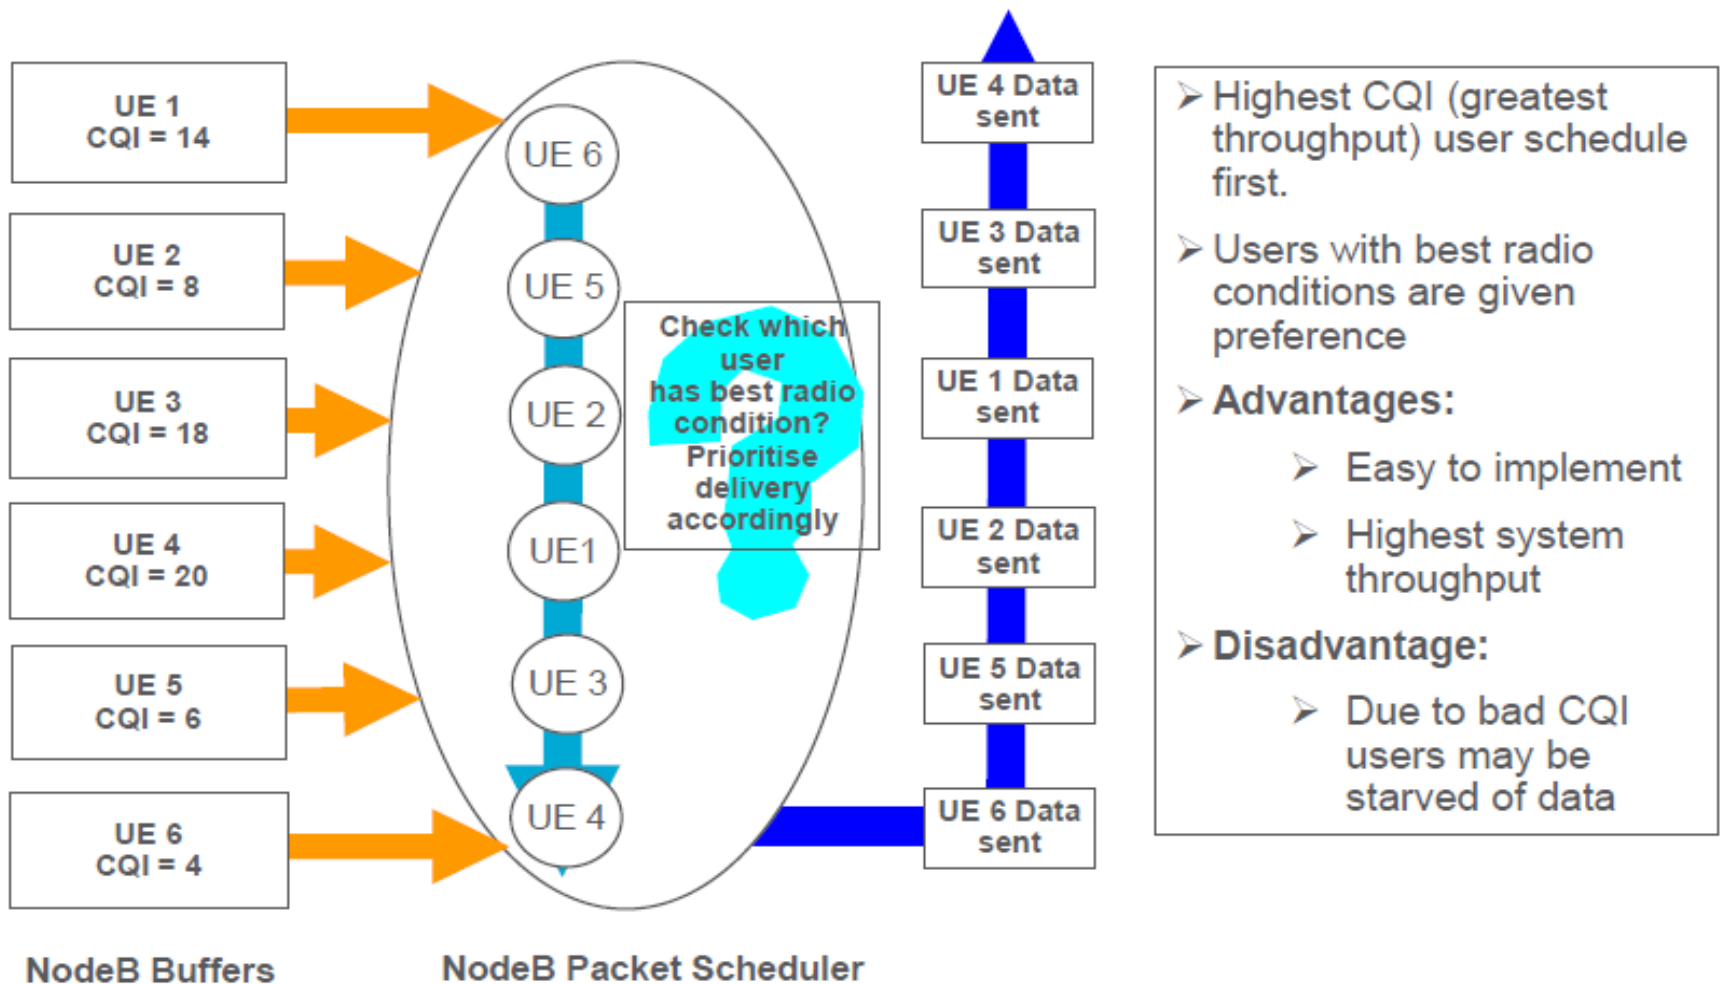 UE 1
CQI = 14
UE 2
CQI = 8
UE 3
CQI = 18
UE 4
CQI = 20
UE 5
CQI = 6
UE 6
CQI = 4
NodeB Buffers
UE 6
UE 5
UE 2
UE1
UE 3
UE 4
Check which
user
has best radio
condition?
Prioritise
delivery
accordingly
NodeB Packet Scheduler
UE 4 Data
sent
UE 3 Data
sent
UE 1 Data
sent
UE 2 Data
sent
UE 5 Data
sent
UE 6 Data
sent
➢ Highest CQI (greatest
throughput) user schedule
first.
➢ Users with best radio
conditions are given
preference
➢ Advantages:
➢ Easy to implement
➢ Highest system
throughput
➢ Disadvantage:
➢ Due to bad CQI
users may be
starved of data